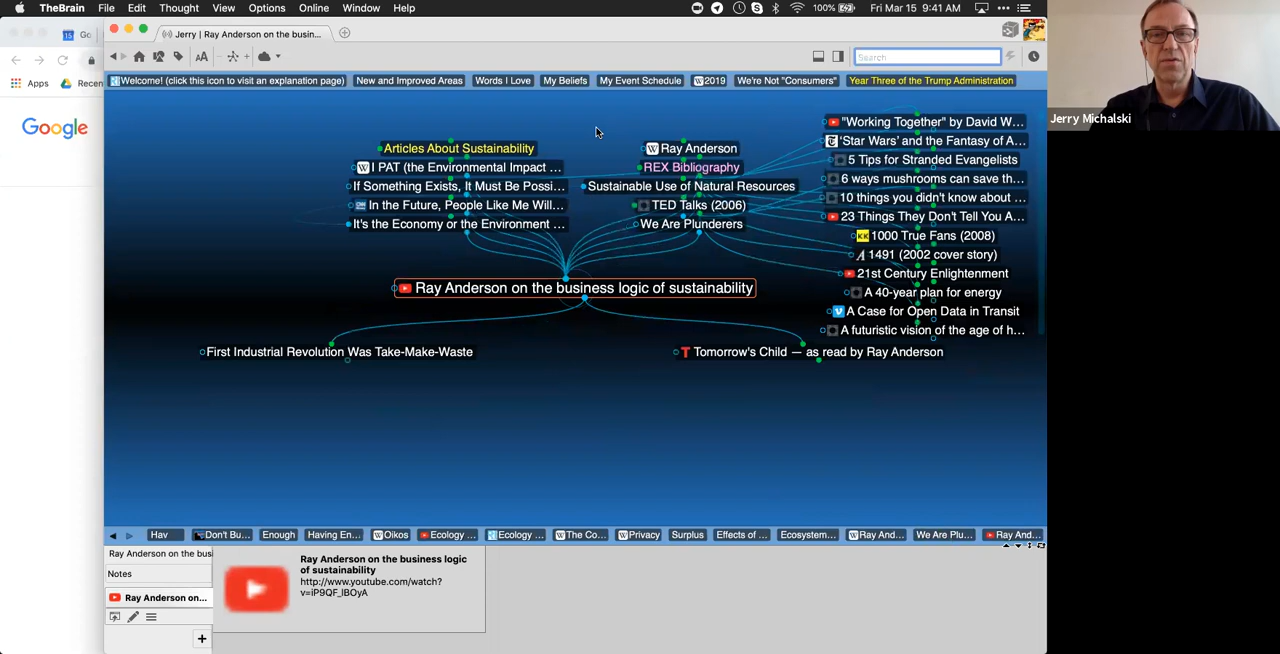 TheBrain File Edit Thought View Options Online Window Help 100% Fri Mar 15 9:41 AM
Jerry | Ray Anderson on the busin...
15 Go
AA
Search
Apps Recen
Welcome! (click this icon to visit an explanation page) New and Improved Areas Words I Love My Beliefs My Event Schedule 2019 We're Not "Consumers" Year Three of the Trump Administration
Google
Jerry Michalski
Articles About Sustainability
I PAT (the Environmental Impact ...
If Something Exists, It Must Be Possi...
In the Future, People Like Me Will...
It's the Economy or the Environment ...
Ray Anderson
REX Bibliography
Sustainable Use of Natural Resources
TED Talks (2006)
We Are Plunderers
"Working Together" by David W...
'Star Wars' and the Fantasy of A...
5 Tips for Stranded Evangelists
6 ways mushrooms can save th...
10 things you didn't know about ...
23 Things They Don't Tell You A...
1000 True Fans (2008)
1491 (2002 cover story)
21st Century Enlightenment
A 40-year plan for energy
A Case for Open Data in Transit
A futuristic vision of the age of h...
Ray Anderson on the business logic of sustainability
First Industrial Revolution Was Take-Make-Waste
Tomorrow's Child — as read by Ray Anderson
Hav Don't Bu... Enough Having En... Oikos Ecology ... Ecology ... The Co... Privacy Surplus Effects of ... Ecosystem... Ray And... We Are Plu... Ray And...
Ray Anderson on the busi
Notes
Ray Anderson on...
Ray Anderson on the business logic
of sustainability
http://www.youtube.com/watch?
v=iP9QF_lBOyA